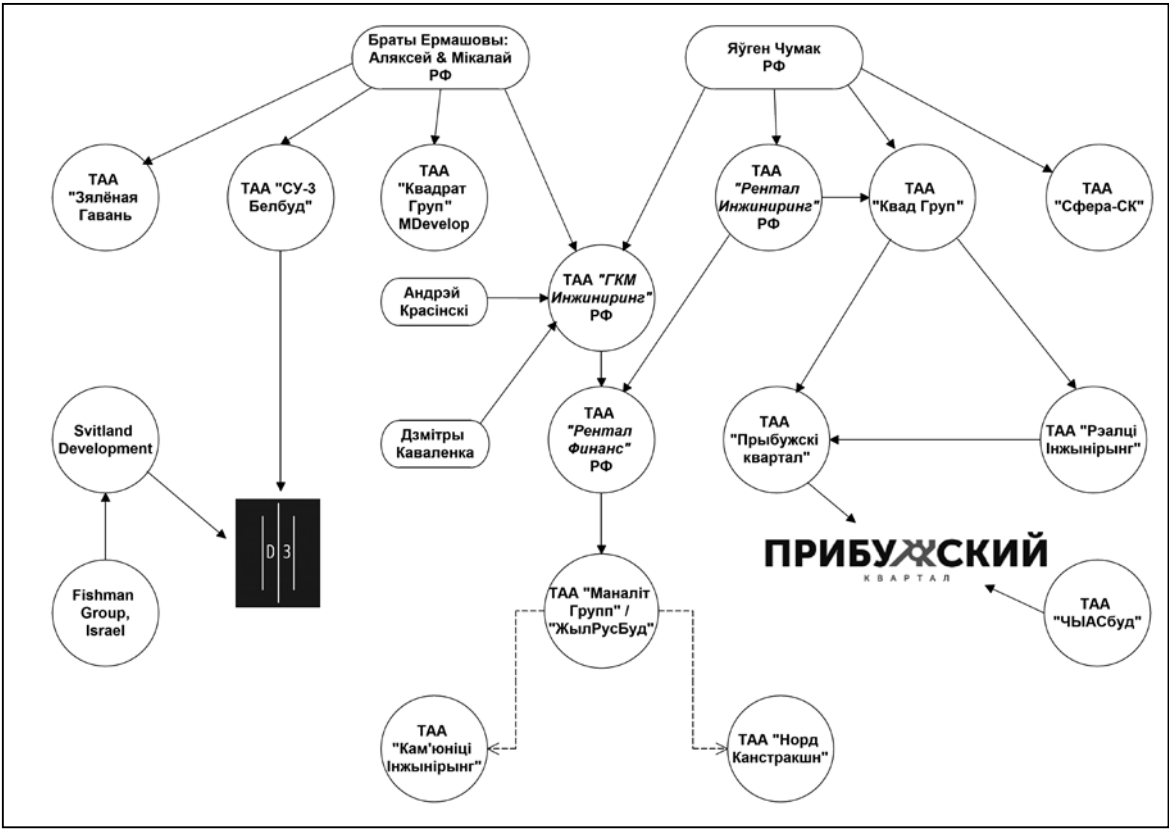 Браты Ермашовы:
Аляксей & Мікалай
РФ
Яўген Чумак
РФ
ТАА
"Зялёная
Гавань
ТАА "СУ-3
Белбуд"
ТАА
"Квадрат
Груп"
MDevelop
ТАА
"Рентал
Инжиниринг"
РФ
ТАА
"Квад Груп"
ТАА
"Сфера-СК"
Андрэй
Красінскі
ТАА "ГКМ
Инжиниринг"
РФ
Svitland
Development
Дзмітры
Каваленка
ТАА
"Рентал
Финанс"
РФ
ТАА
"Прыбужскі
квартал"
ТАА "Рэалці
Інжынірынг"
D 3
ПРИБУЖСКИЙ
КВАРТАЛ
Fishman
Group,
Israel
ТАА "Маналіт
Групп" /
"ЖылРусБуд"
ТАА
"ЧЫАСбуд"
ТАА
"Кам'юніці
Інжынірынг"
ТАА "Норд
Канстракшн"